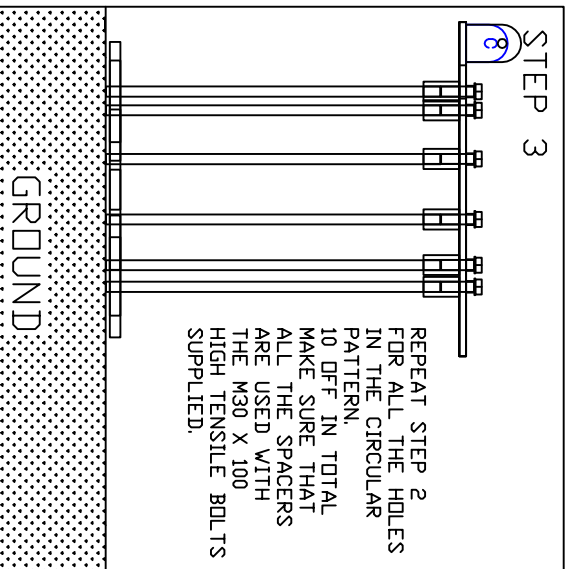 STEP 3
C
REPEAT STEP 2
FOR ALL THE HOLES
IN THE CIRCULAR
PATTERN.
10 OFF IN TOTAL
MAKE SURE THAT
ALL THE SPACERS
ARE USED WITH
THE M30 X 100
HIGH TENSILE BOLTS
SUPPLIED.
GROUND